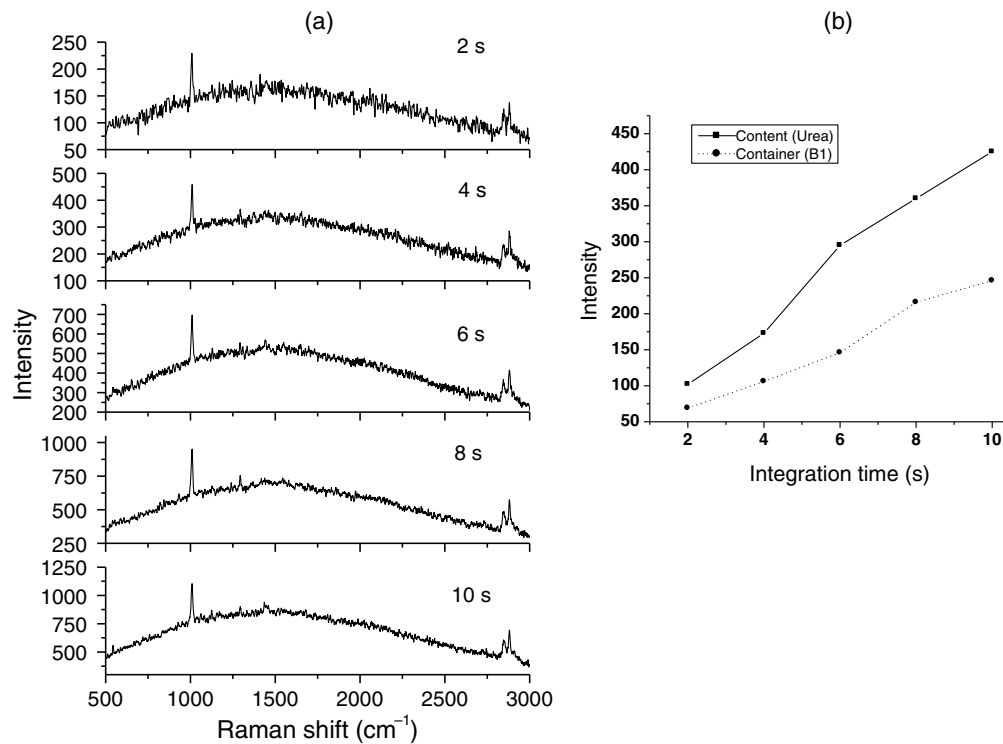 (a)
(b)
2 s
250
200
150
100
50
4 s
500
400
300
200
100
6 s
700
600
500
400
300
200
8 s
1000
750
500
250
10 s
1250
1000
750
500
500 1000 1500 2000 2500 3000
Intensity
Raman shift (cm⁻¹)
450
400
350
300
250
200
150
100
50
2 4 6 8 10
Intensity
Integration time (s)
Content (Urea)
Container (B1)